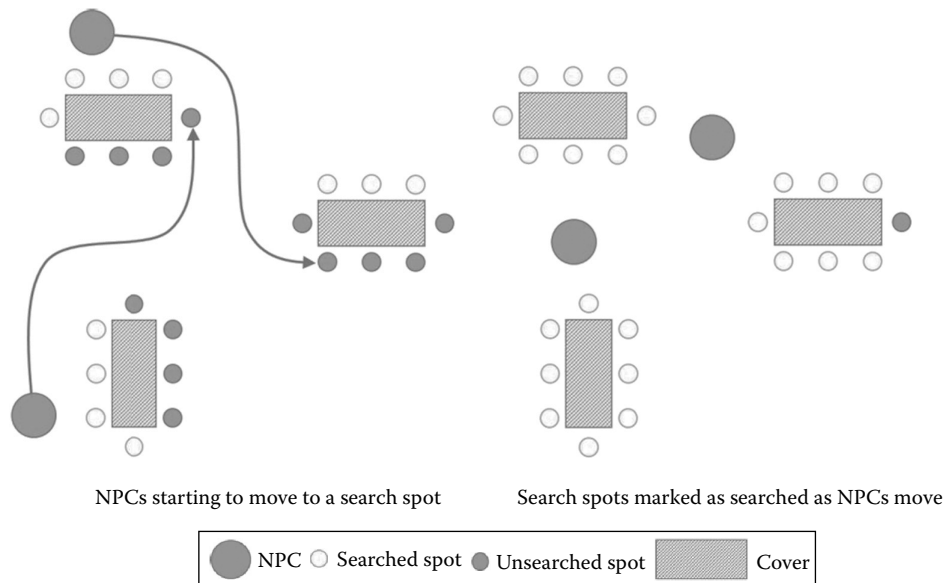 NPCs starting to move to a search spot
Search spots marked as searched as NPCs move
NPC Searched spot Unsearched spot Cover